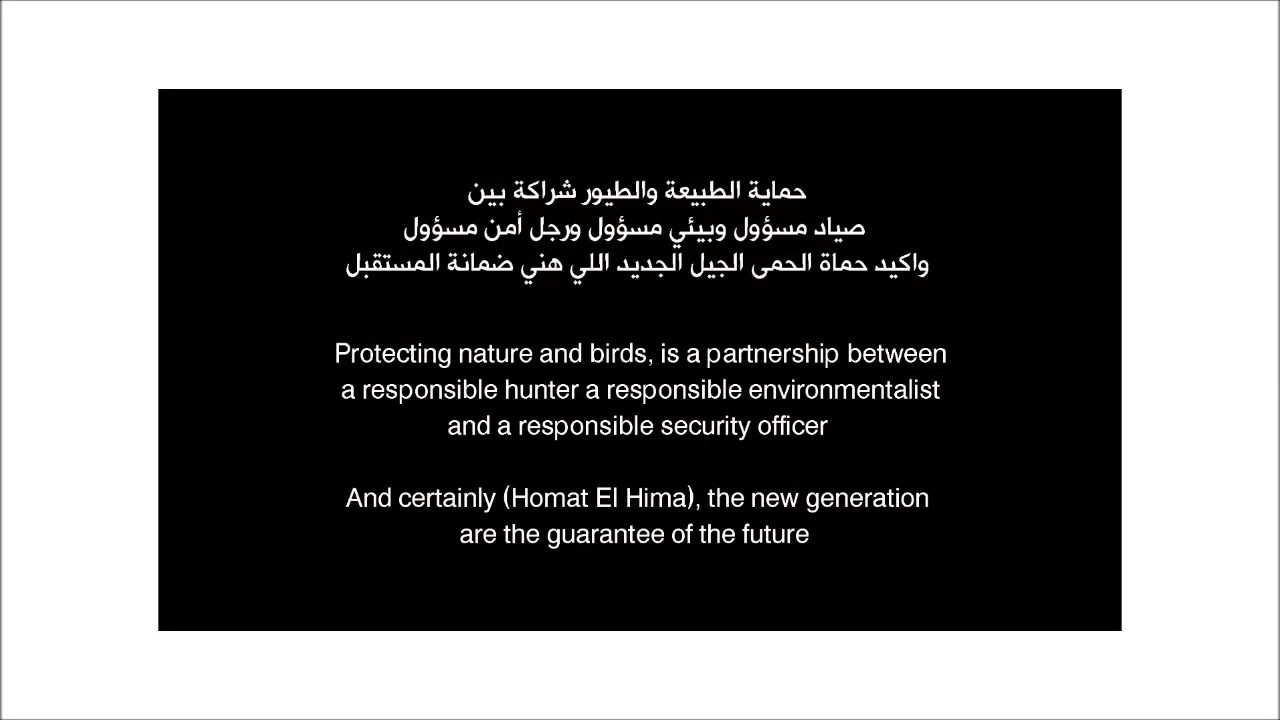 حماية الطبيعة والطيور شراكة بين
صياد مسؤول وبيئي مسؤول ورجل أمن مسؤول
واكيد حماة الحمى الجيل الجديد اللي هني ضمانة المستقبل
Protecting nature and birds, is a partnership between
a responsible hunter a responsible environmentalist
and a responsible security officer
And certainly (Homat El Hima), the new generation
are the guarantee of the future